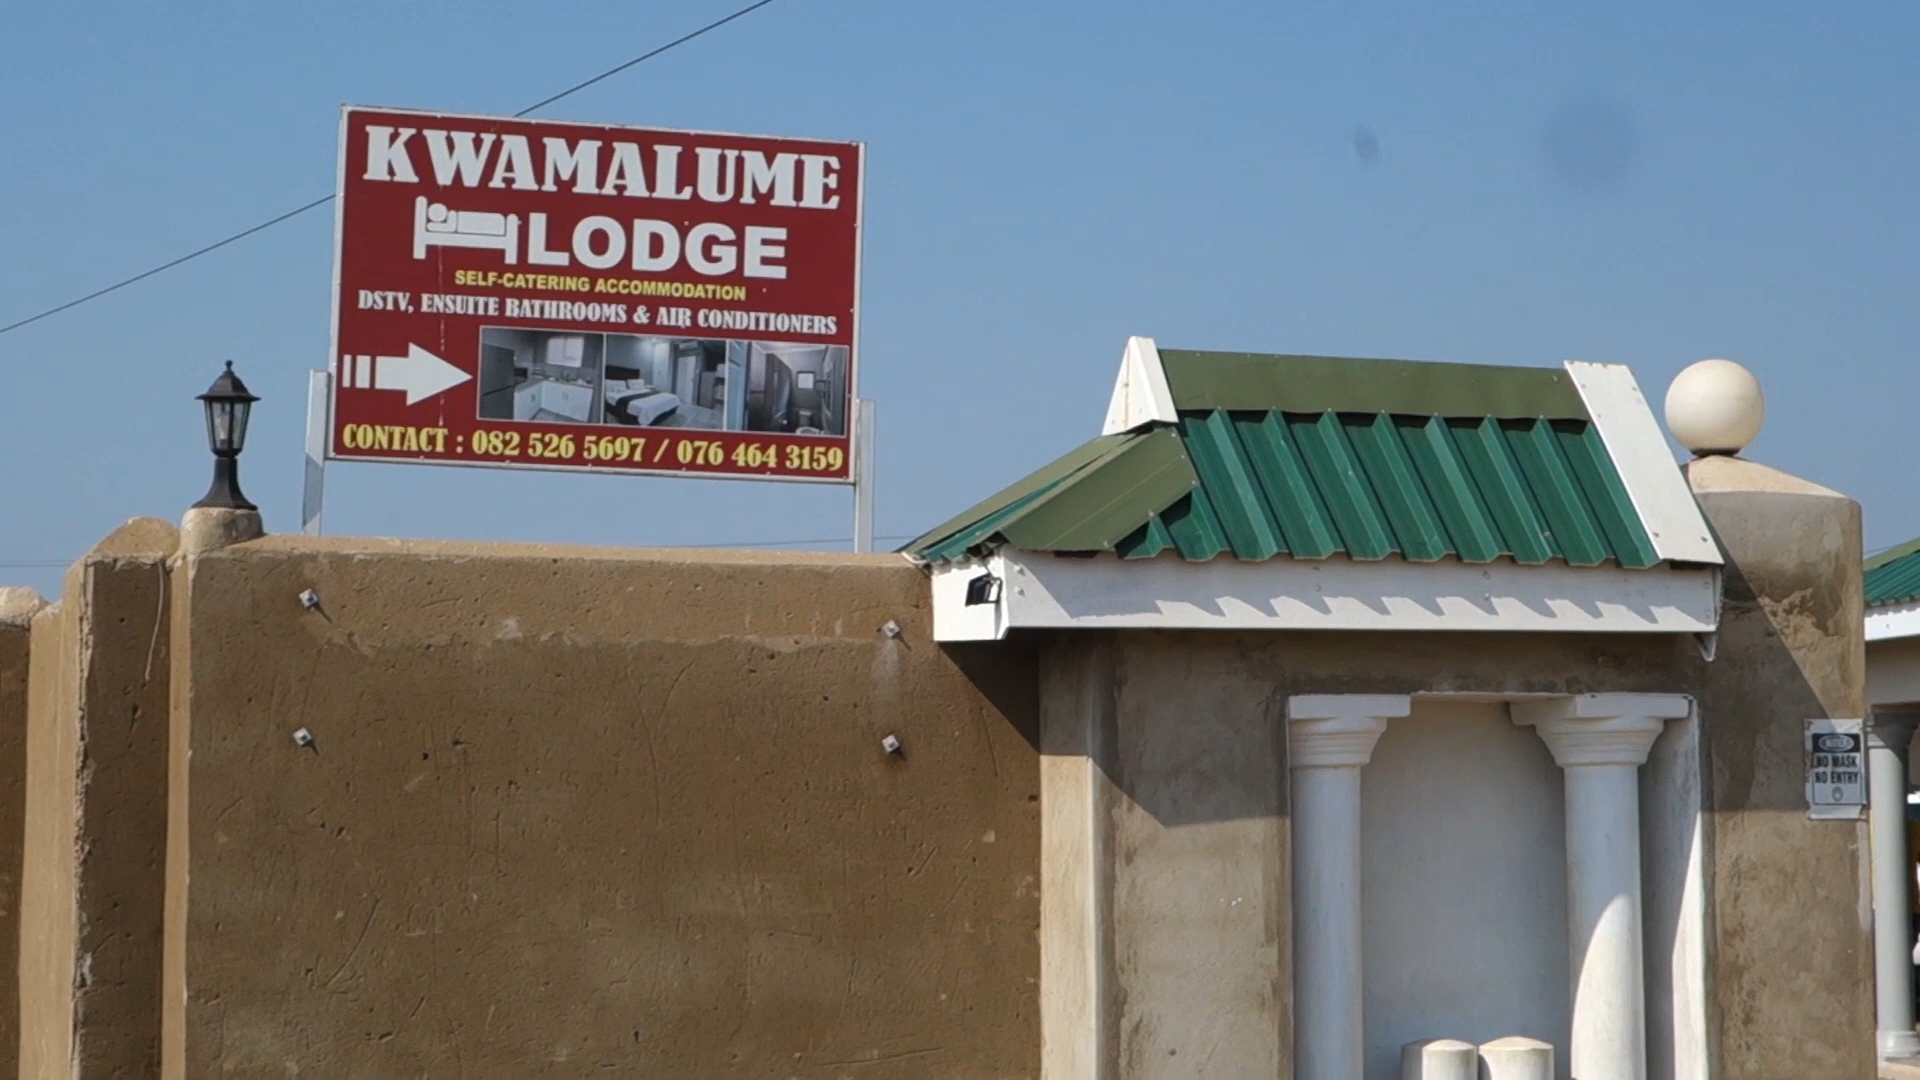 KWAMALUME
LODGE
SELF-CATERING ACCOMMODATION
DSTV, ENSUITE BATHROOMS & AIR CONDITIONERS
CONTACT : 082 526 5697 / 076 464 3159
NO MASK
NO ENTRY